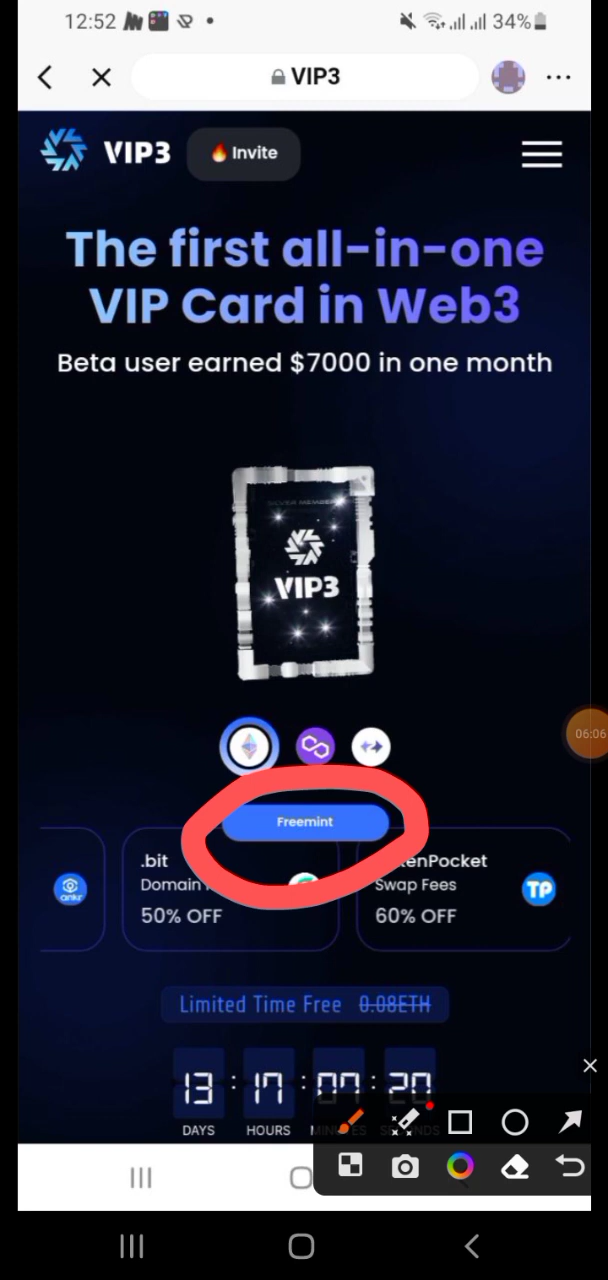 12:52
34%
VIP3
VIP3
Invite
The first all-in-one
VIP Card in Web3
Beta user earned $7000 in one month
VIP3
06:06
Freemint
.bit
Domain
50% OFF
ankr
Swap Fees
60% OFF
TP
Limited Time Free 0.08ETH
13 : 17 : 07 : 20
DAYS
HOURS